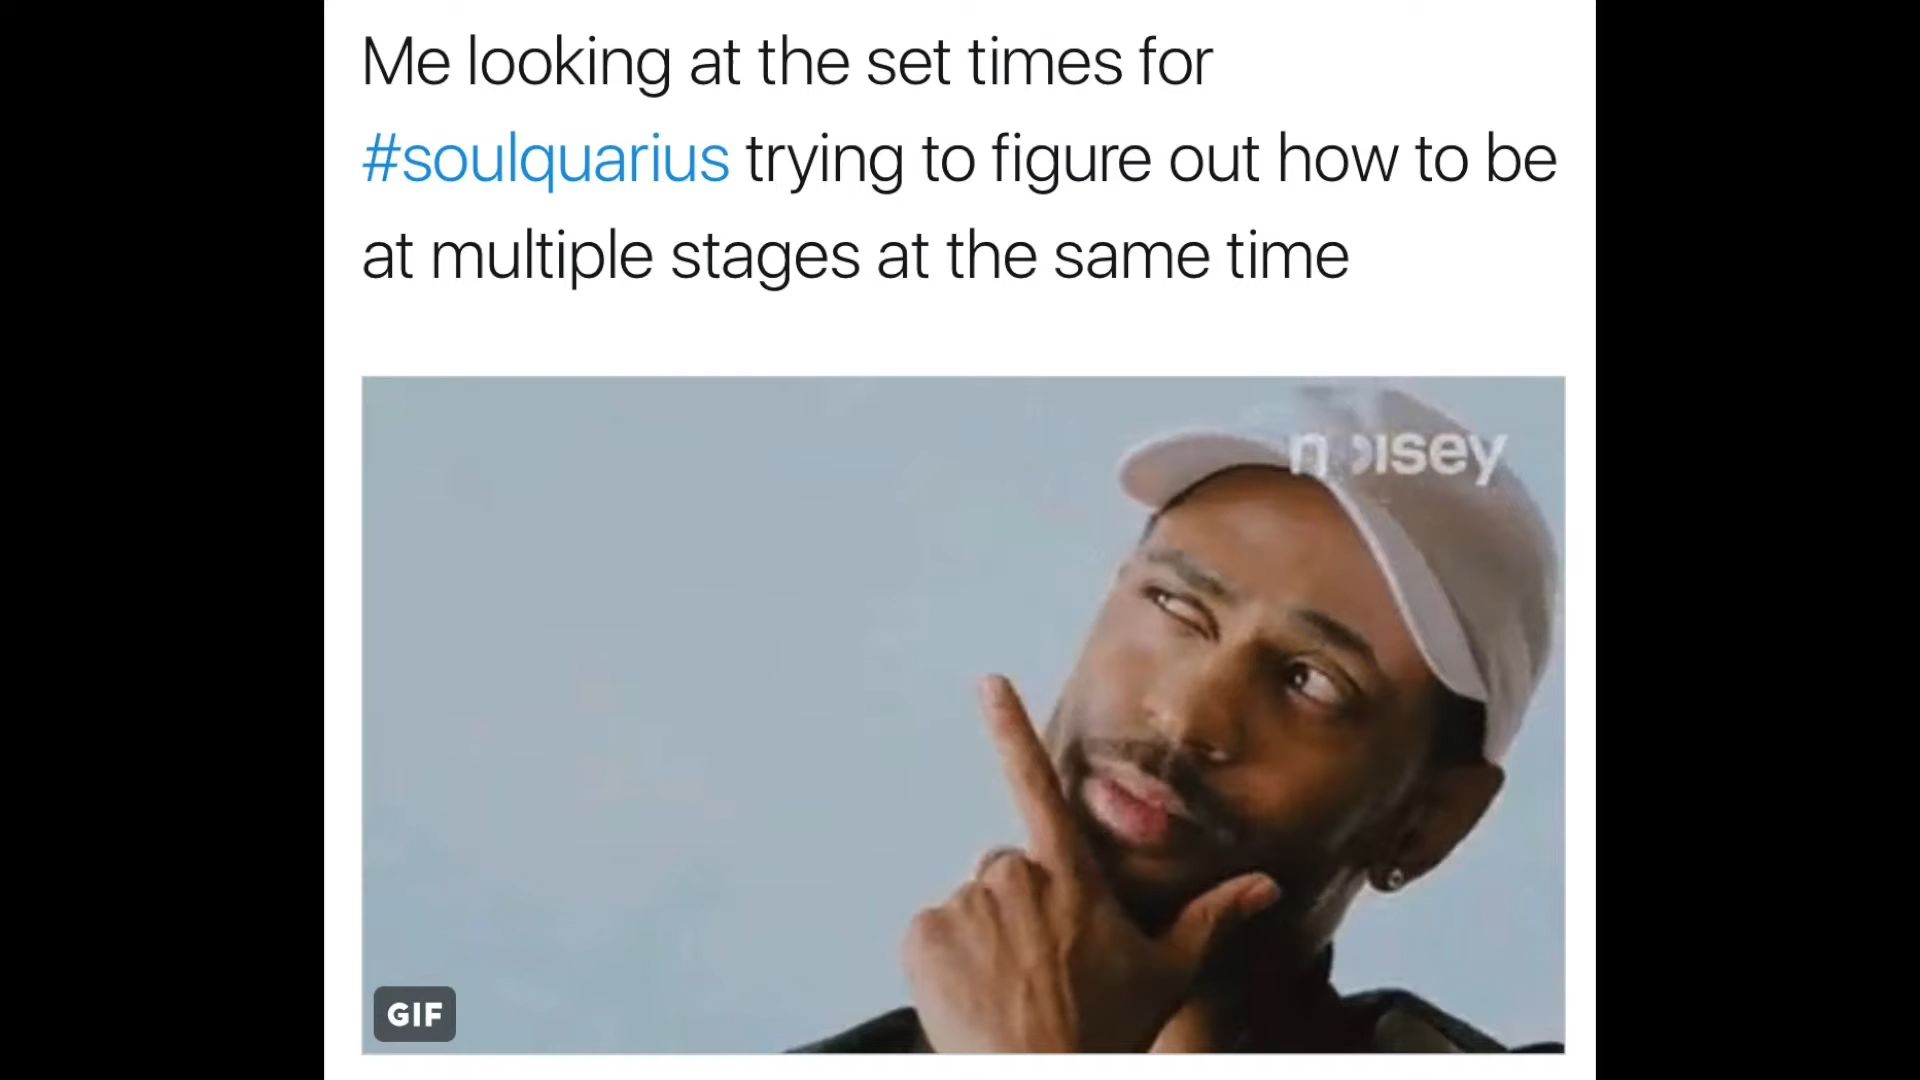 Me looking at the set times for
#soulquarius trying to figure out how to be
at multiple stages at the same time
noisey
GIF